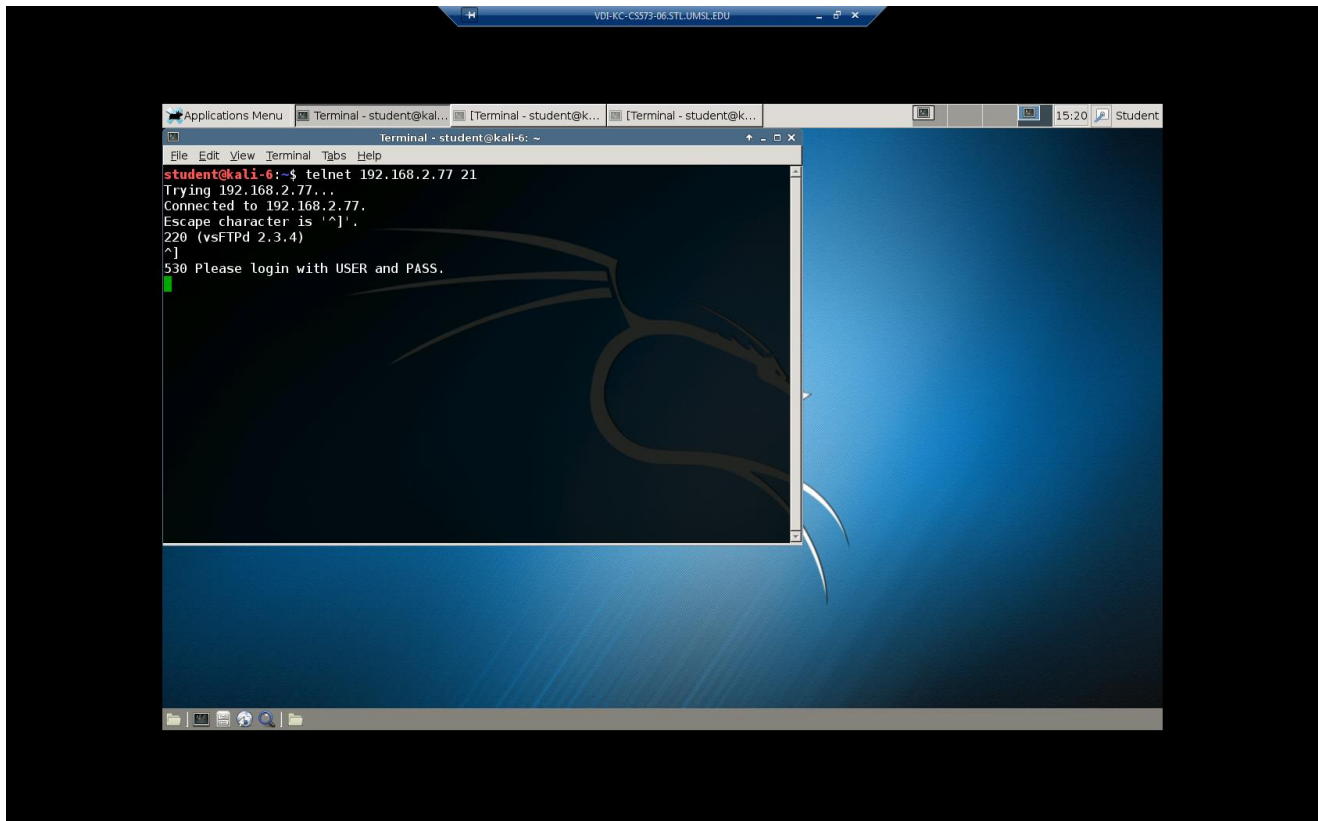 VDI-KC-CS573-06.STL.UMSL.EDU
Applications Menu Terminal - student@kal... [Terminal - student@k... [Terminal - student@k... 15:20 Student
Terminal - student@kali-6: ~
File Edit View Terminal Tabs Help
student@kali-6:~$ telnet 192.168.2.77 21
Trying 192.168.2.77...
Connected to 192.168.2.77.
Escape character is '^]'.
220 (vsFTPd 2.3.4)
^]
530 Please login with USER and PASS.